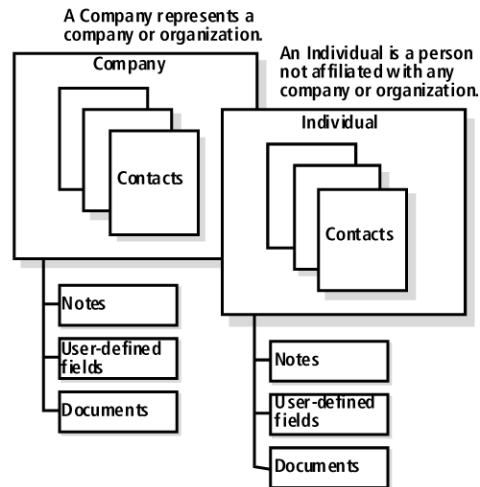 A Company represents a
company or organization.
An Individual is a person
not affiliated with any
company or organization.
Company
Contacts
Individual
Contacts
Notes
User-defined
fields
Documents
Notes
User-defined
fields
Documents